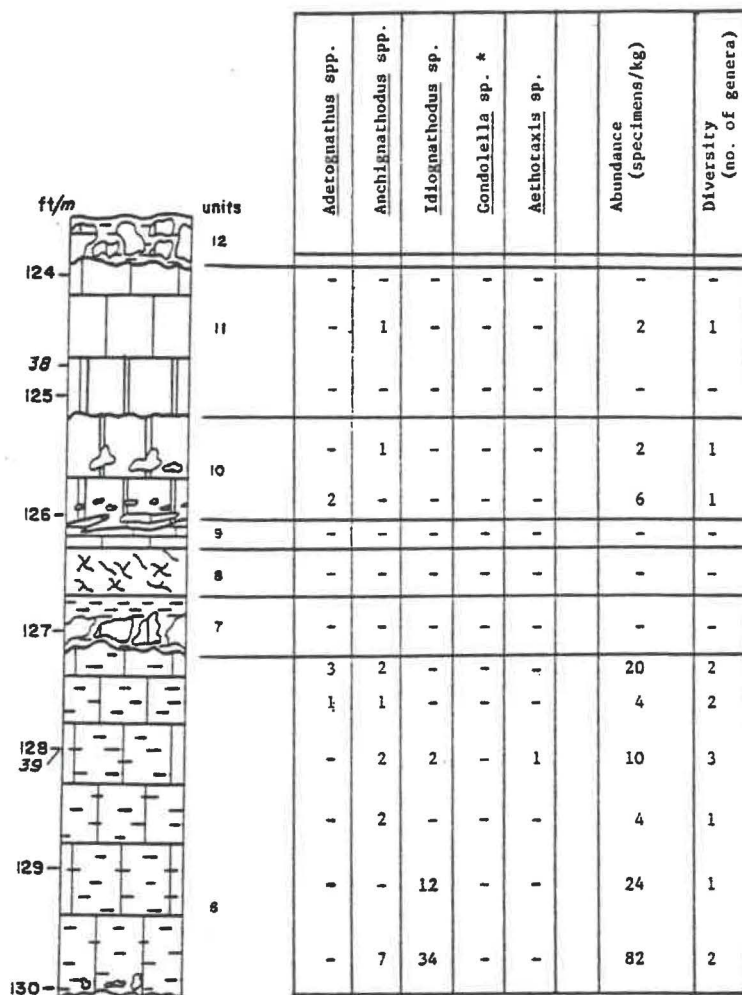 Adetognathus spp.
Anchignathodus spp.
Idiognathodus sp.
Gondolella sp. *
Aethotaxis sp.
Abundance
(specimens/kg)
Diversity
(no. of genera)
ft/m
units
12
124
- - - - - - -
11
- 1 - - - 2 1
38
125
- - - - - - -
- 1 - - - 2 1
10
2 - - - - 6 1
126
9
- - - - - - -
8
- - - - - - -
7
127
- - - - - - -
3 2 - - - 20 2
1 1 - - - 4 2
128
39
- 2 2 - 1 10 3
- 2 - - - 4 1
129
- - 12 - - 24 1
6
- 7 34 - - 82 2
130